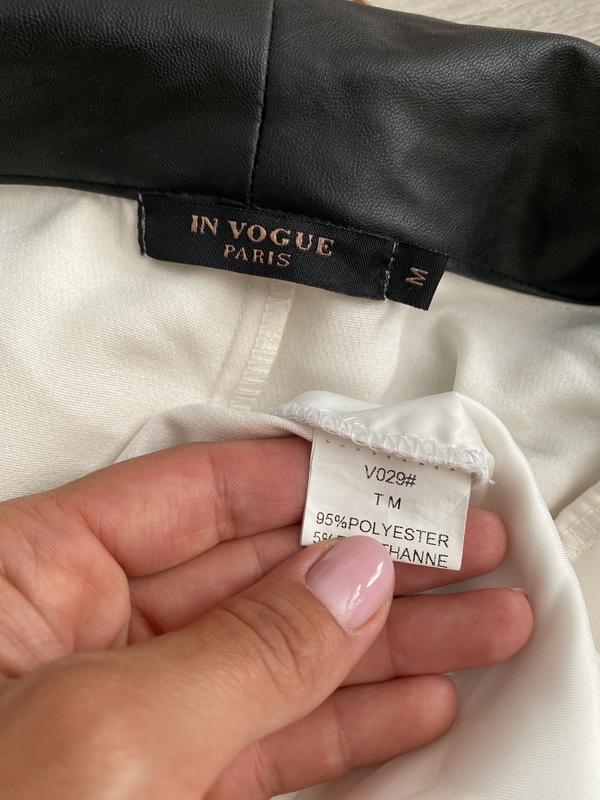 IN VOGUE
PARIS
M
V029#
T M
95%POLYESTER
5%